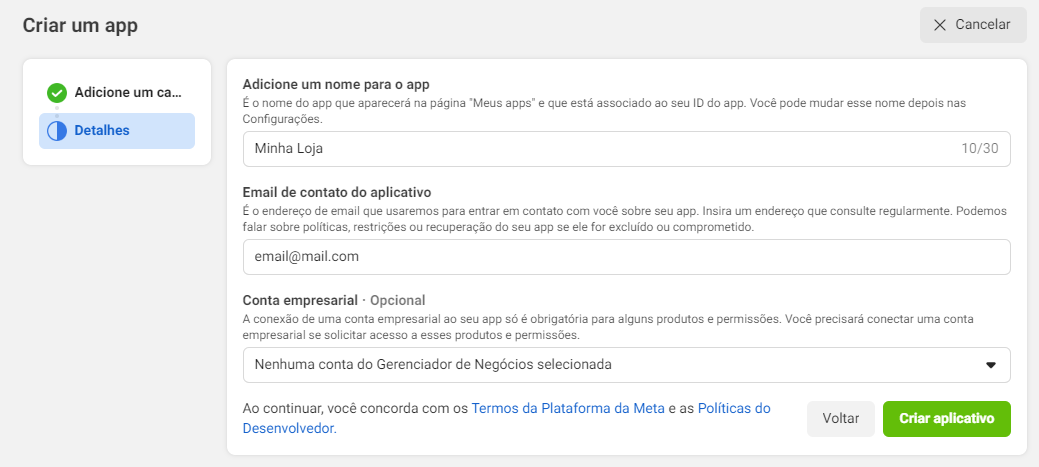 Criar um app
Cancelar
Adicione um ca...
Detalhes
Adicione um nome para o app
É o nome do app que aparecerá na página "Meus apps" e que está associado ao seu ID do app. Você pode mudar esse nome depois nas
Configurações.
Minha Loja
10/30
Email de contato do aplicativo
É o endereço de email que usaremos para entrar em contato com você sobre seu app. Insira um endereço que consulte regularmente. Podemos
falar sobre políticas, restrições ou recuperação do seu app se ele for excluído ou comprometido.
email@mail.com
Conta empresarial · Opcional
A conexão de uma conta empresarial ao seu app só é obrigatória para alguns produtos e permissões. Você precisará conectar uma conta
empresarial se solicitar acesso a esses produtos e permissões.
Nenhuma conta do Gerenciador de Negócios selecionada
Ao continuar, você concorda com os Termos da Plataforma da Meta e as Políticas do
Desenvolvedor.
Voltar
Criar aplicativo